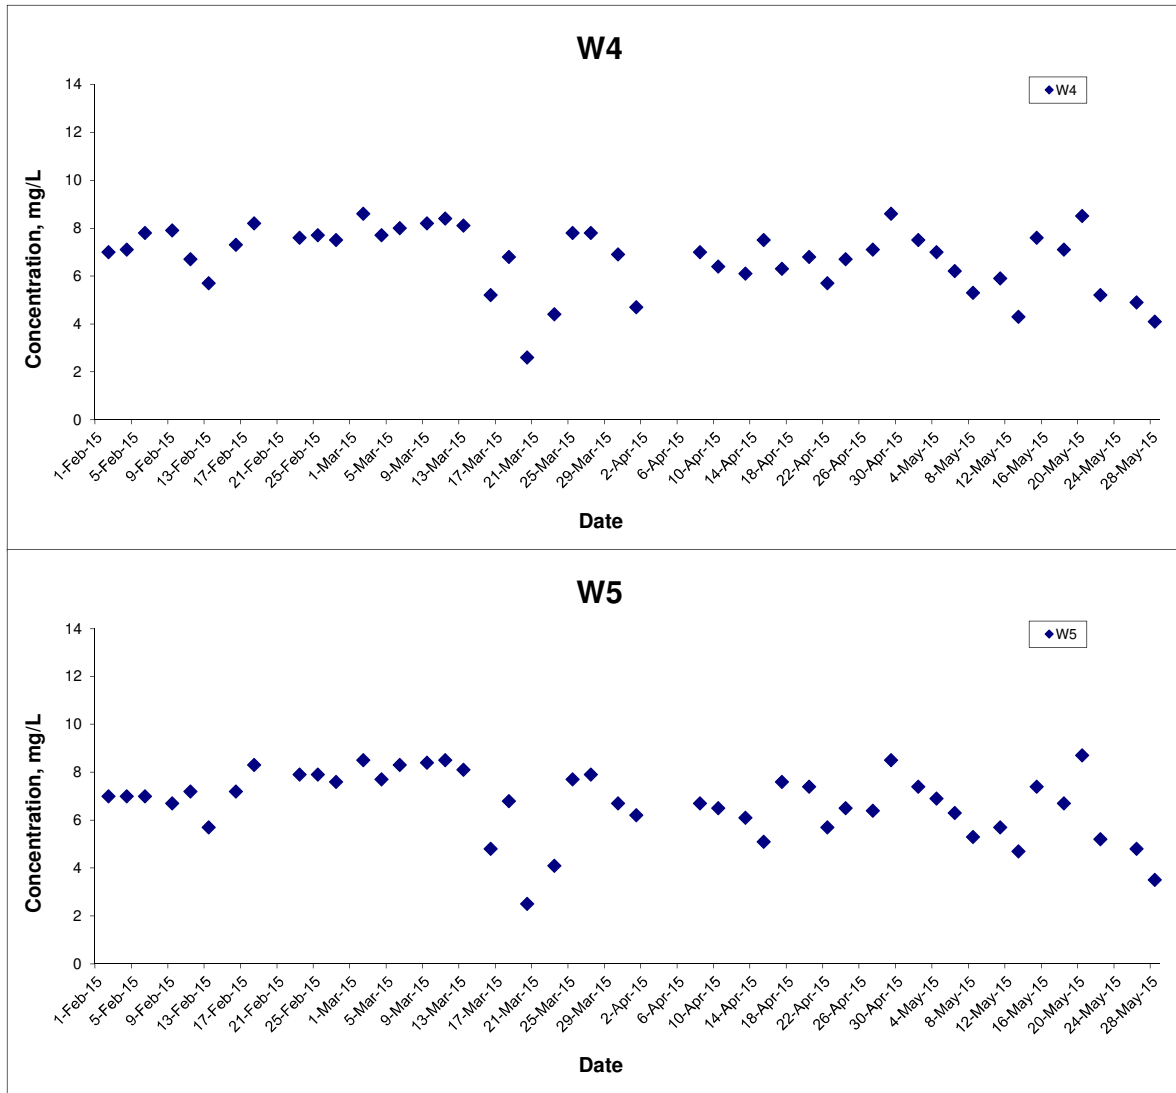 W4
W4
14
12
10
8
6
4
2
0
Concentration, mg/L
1-Feb-15
5-Feb-15
9-Feb-15
13-Feb-15
17-Feb-15
21-Feb-15
25-Feb-15
1-Mar-15
5-Mar-15
9-Mar-15
13-Mar-15
17-Mar-15
21-Mar-15
25-Mar-15
29-Mar-15
2-Apr-15
6-Apr-15
10-Apr-15
14-Apr-15
18-Apr-15
22-Apr-15
26-Apr-15
30-Apr-15
4-May-15
8-May-15
12-May-15
16-May-15
20-May-15
24-May-15
28-May-15
Date
W5
W5
14
12
10
8
6
4
2
0
Concentration, mg/L
1-Feb-15
5-Feb-15
9-Feb-15
13-Feb-15
17-Feb-15
21-Feb-15
25-Feb-15
1-Mar-15
5-Mar-15
9-Mar-15
13-Mar-15
17-Mar-15
21-Mar-15
25-Mar-15
29-Mar-15
2-Apr-15
6-Apr-15
10-Apr-15
14-Apr-15
18-Apr-15
22-Apr-15
26-Apr-15
30-Apr-15
4-May-15
8-May-15
12-May-15
16-May-15
20-May-15
24-May-15
28-May-15
Date